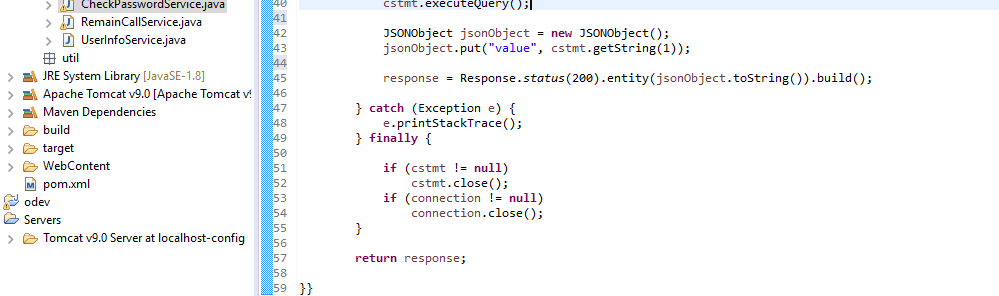 CheckPasswordService.java
RemainCallService.java
UserInfoService.java
util
JRE System Library [JavaSE-1.8]
Apache Tomcat v9.0 [Apache Tomcat v
Maven Dependencies
build
target
WebContent
pom.xml
odev
Servers
Tomcat v9.0 Server at localhost-config
40 cstmt.executeQuery();
41
42 JSONObject jsonObject = new JSONObject();
43 jsonObject.put("value", cstmt.getString(1));
44
45 response = Response.status(200).entity(jsonObject.toString()).build();
46
47 } catch (Exception e) {
48 e.printStackTrace();
49 } finally {
50
51 if (cstmt != null)
52 cstmt.close();
53 if (connection != null)
54 connection.close();
55 }
56
57 return response;
58
59 }}